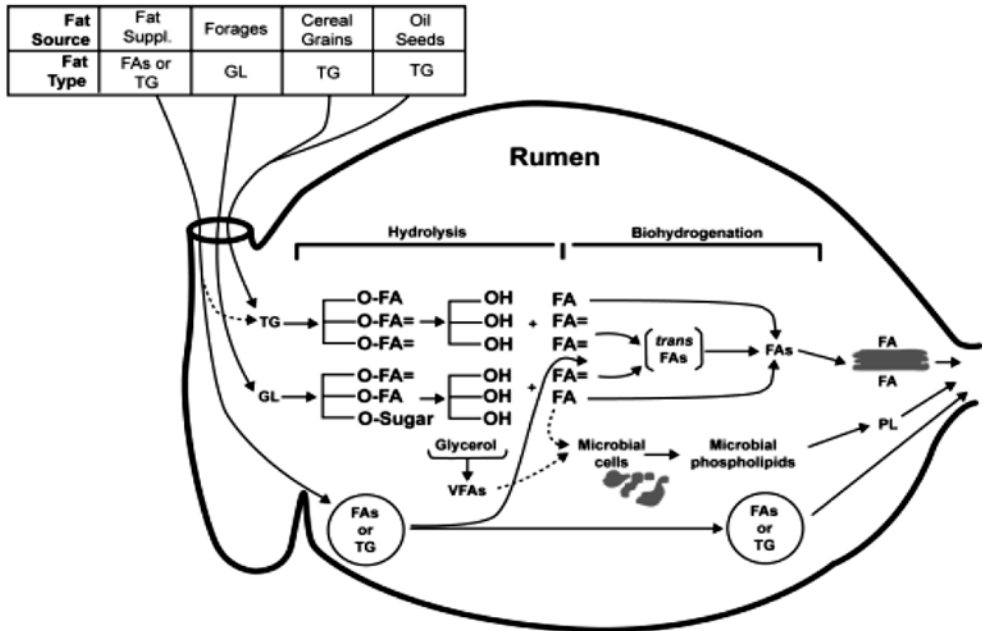 Fat Source
Fat Suppl.
Forages
Cereal Grains
Oil Seeds
Fat Type
FAs or TG
GL
TG
TG
Rumen
Hydrolysis
Biohydrogenation
TG
O-FA
O-FA=
O-FA=
OH
OH
OH
+
FA
FA=
FA=
trans FAs
FAs
FA
FA
GL
O-FA=
O-FA
O-Sugar
OH
OH
OH
+
FA=
FA
Glycerol
VFAs
Microbial cells
Microbial phospholipids
PL
FAs or TG
FAs or TG